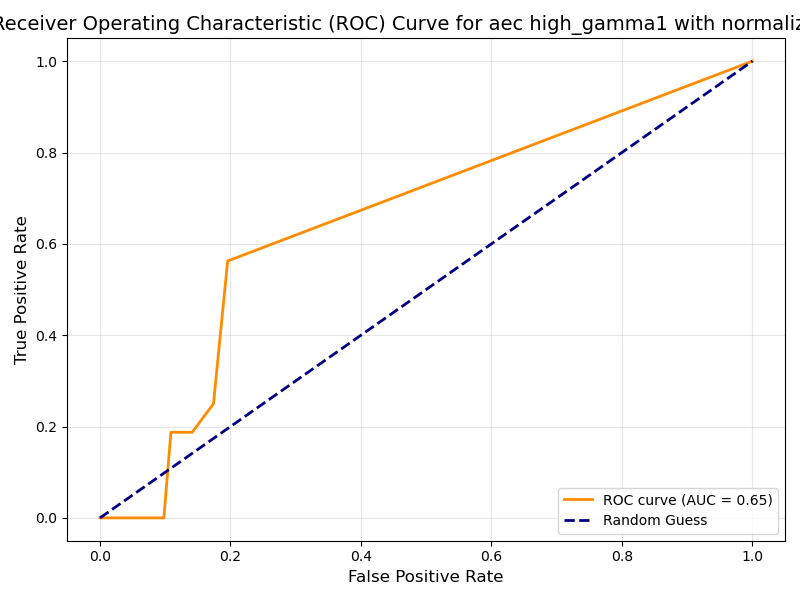 Receiver Operating Characteristic (ROC) Curve for aec high_gamma1 with
1.0
0.8
0.6
0.4
0.2
0.0
True Positive Rate
0.0 0.2 0.4 0.6 0.8 1.0
False Positive Rate
ROC curve (AUC = 0.65)
Random Guess